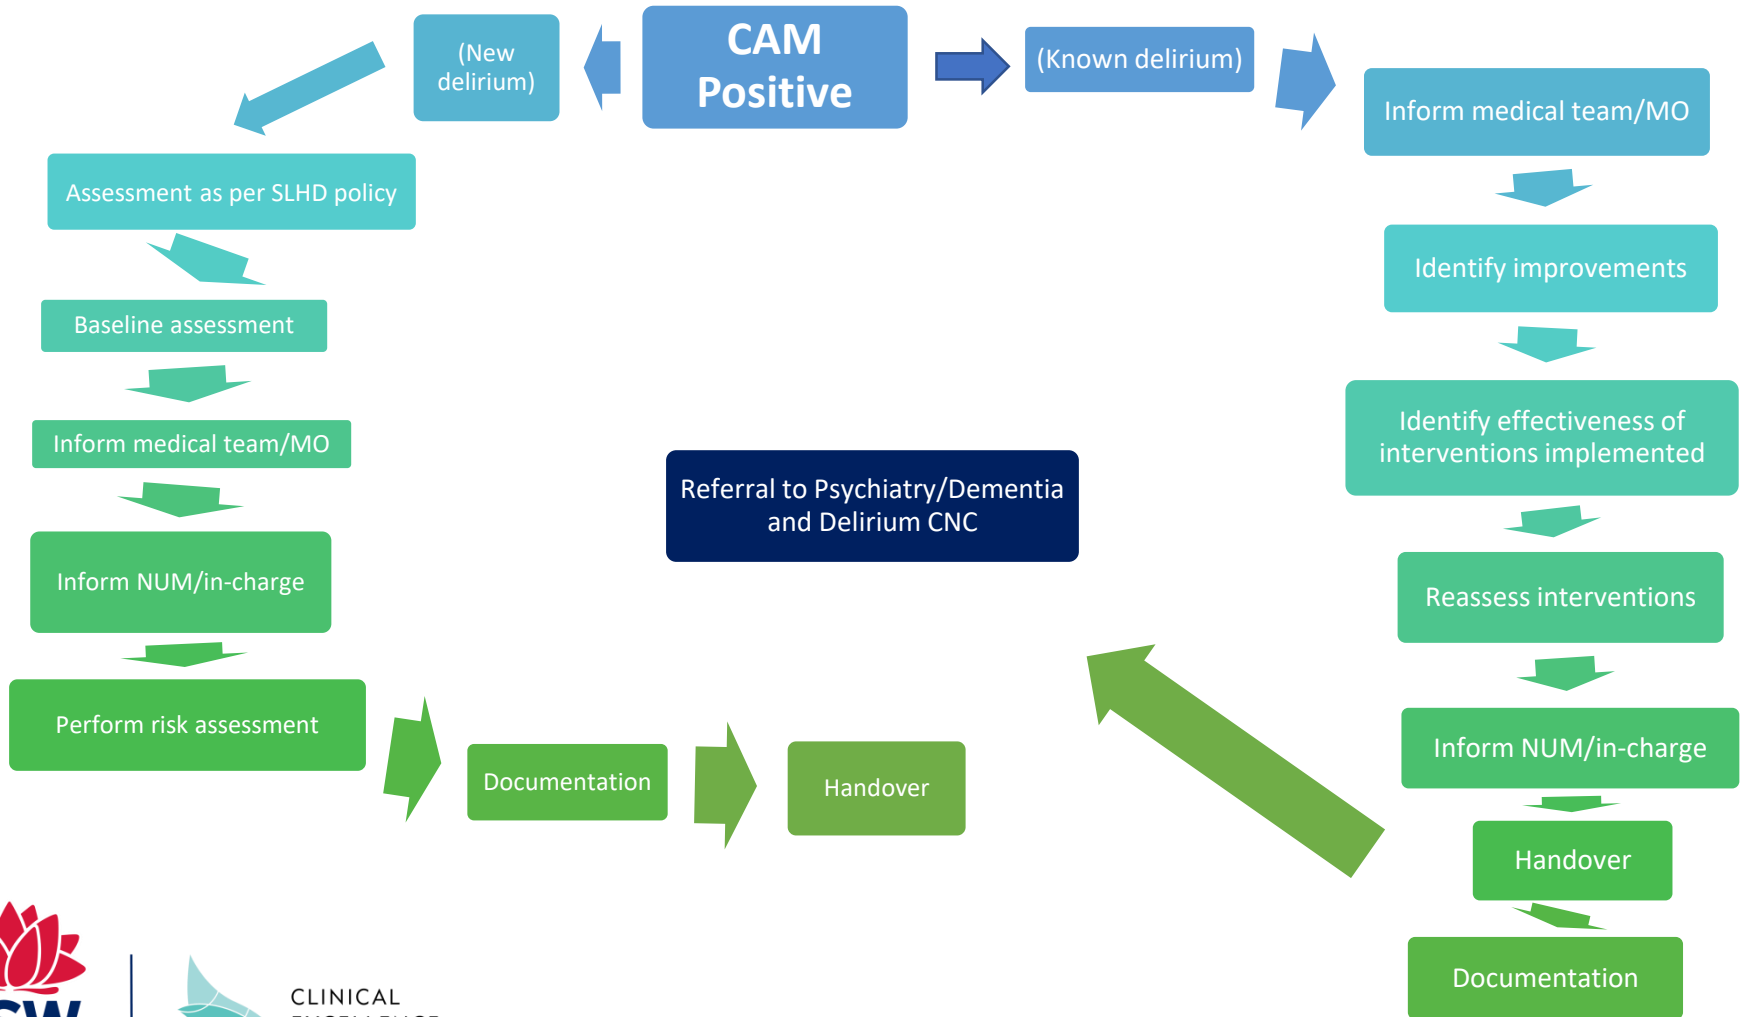 CAM
Positive
(New
delirium)
(Known delirium)
Assessment as per SLHD policy
Baseline assessment
Inform medical team/MO
Inform NUM/in-charge
Perform risk assessment
Documentation
Handover
Referral to Psychiatry/Dementia
and Delirium CNC
Inform medical team/MO
Identify improvements
Identify effectiveness of
interventions implemented
Reassess interventions
Inform NUM/in-charge
Handover
Documentation
CLINICAL